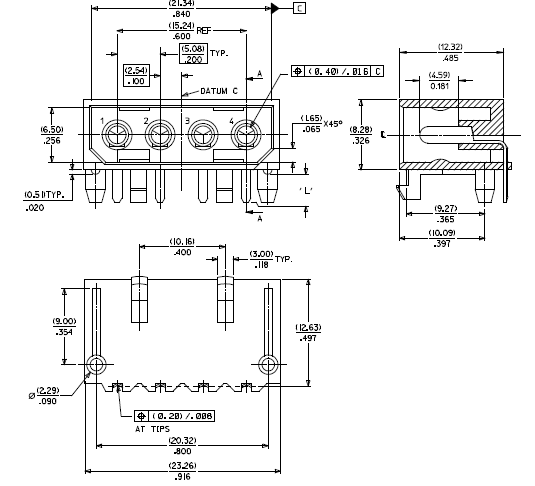 (21.34)
.840
C
(15.24) REF
.600
(5.08) TYP.
.200
(2.54)
.100
A
(0.40)/.016 C
DATUM C
1 2 3 4
(6.50)
.256
(1.65) X45°
.065
(0.51)TYP.
.020
'L'
A
(12.32)
.485
(4.59)
0.181
(8.28)
.326
(9.27)
.365
(10.09)
.397
(10.16)
.400
(3.00) TYP.
.118
(9.00)
.354
(12.63)
.497
Ø (2.29)
.090
(0.20)/.008
AT TIPS
(20.32)
.800
(23.26)
.916